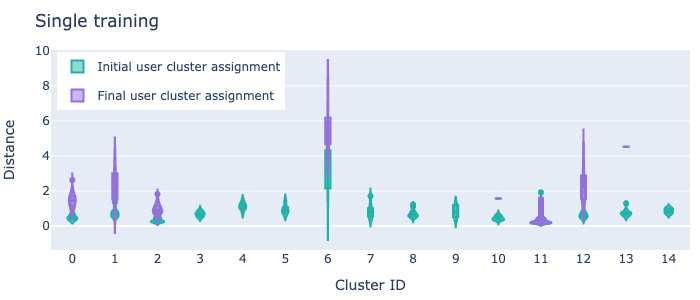 Single training
Initial user cluster assignment
Final user cluster assignment
Distance
10
8
6
4
2
0
0 1 2 3 4 5 6 7 8 9 10 11 12 13 14
Cluster ID